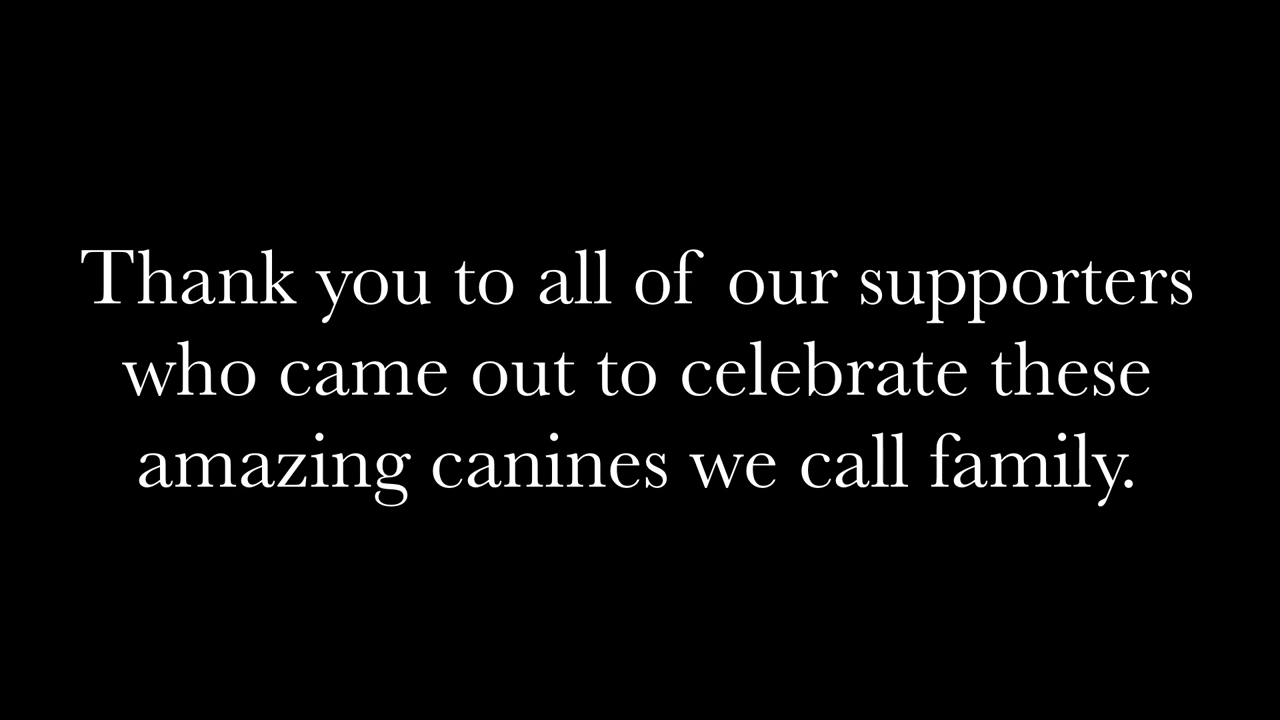 Thank you to all of our supporters
who came out to celebrate these
amazing canines we call family.